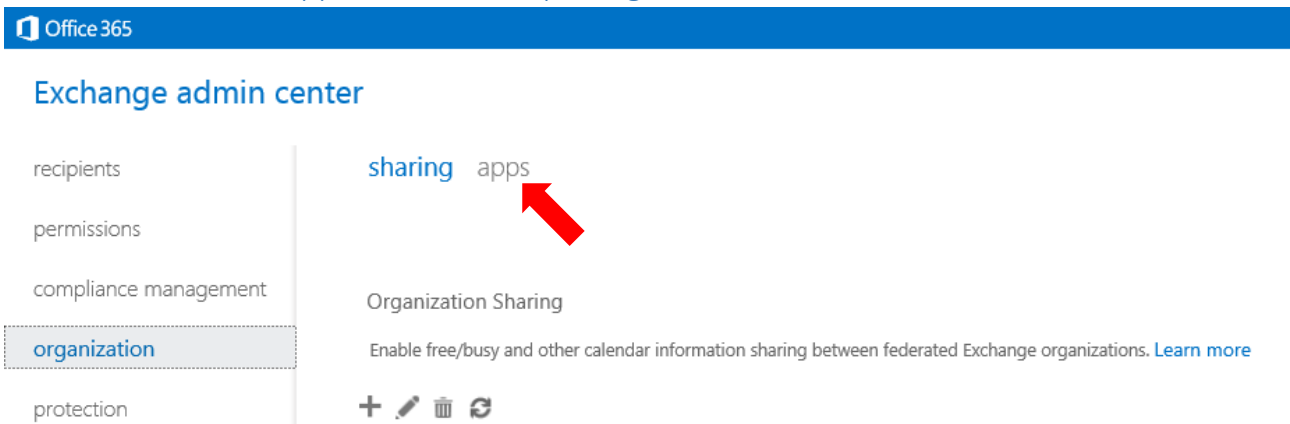 Office 365
Exchange admin center
recipients
permissions
compliance management
organization
protection
sharing apps
Organization Sharing
Enable free/busy and other calendar information sharing between federated Exchange organizations. Learn more